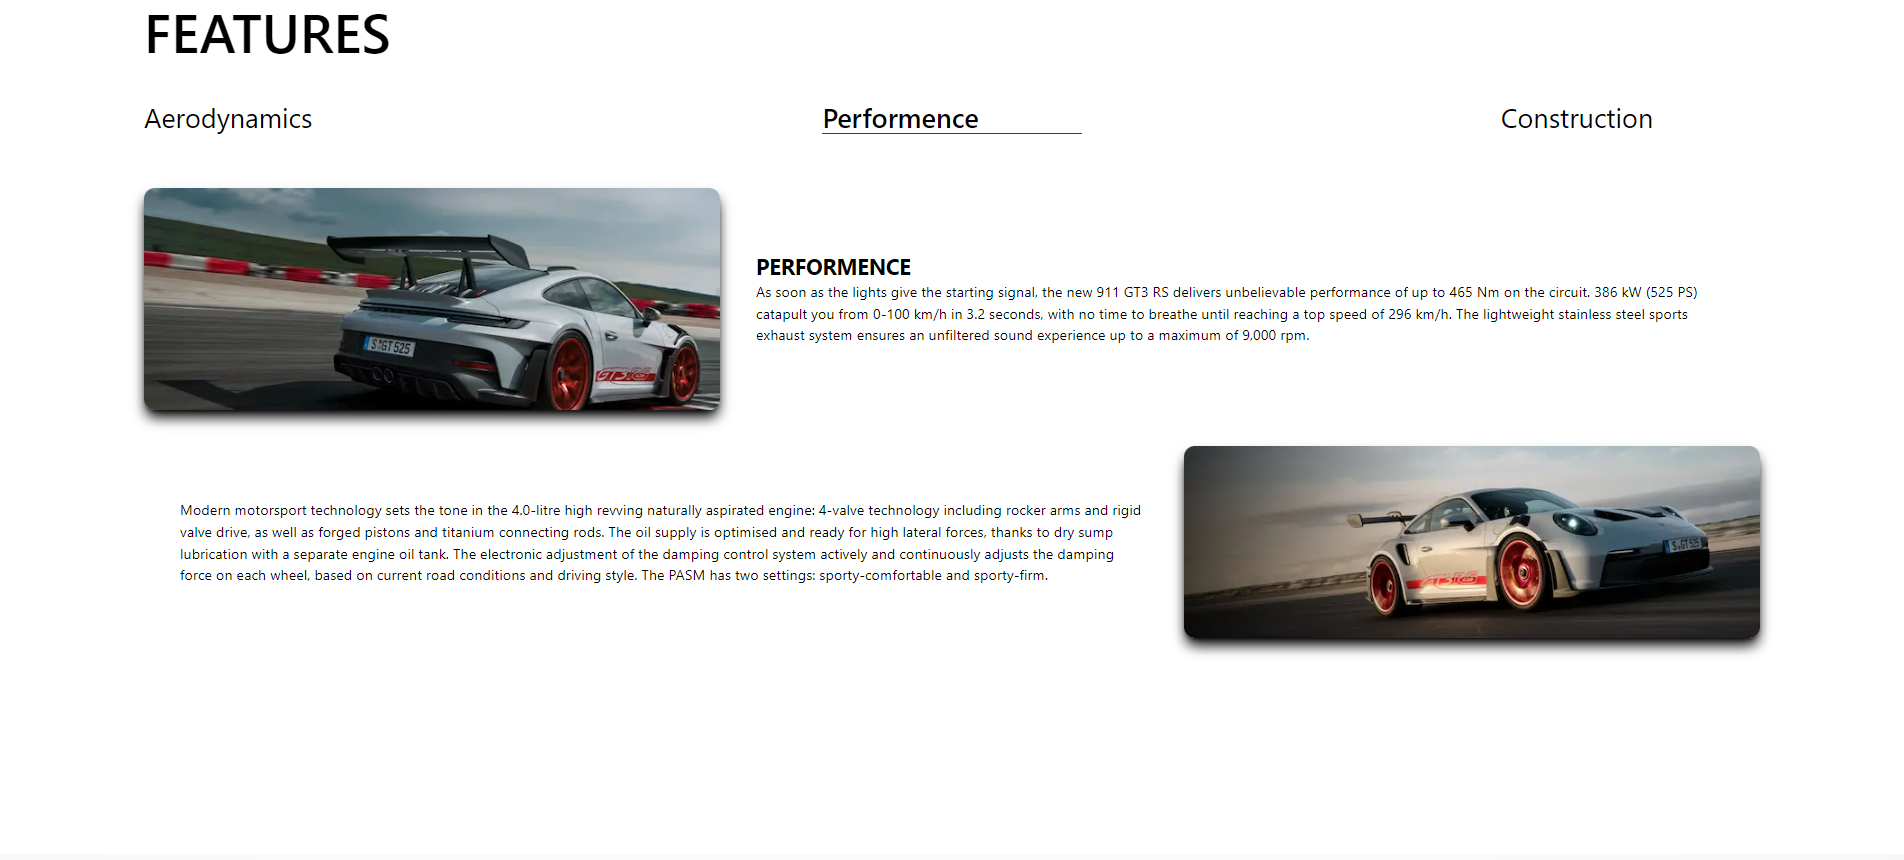 FEATURES
Aerodynamics
Performence
Construction
S GT 525
GT3RS
PERFORMENCE
As soon as the lights give the starting signal, the new 911 GT3 RS delivers unbelievable performance of up to 465 Nm on the circuit. 386 kW (525 PS)
catapult you from 0-100 km/h in 3.2 seconds, with no time to breathe until reaching a top speed of 296 km/h. The lightweight stainless steel sports
exhaust system ensures an unfiltered sound experience up to a maximum of 9,000 rpm.
Modern motorsport technology sets the tone in the 4.0-litre high revving naturally aspirated engine: 4-valve technology including rocker arms and rigid
valve drive, as well as forged pistons and titanium connecting rods. The oil supply is optimised and ready for high lateral forces, thanks to dry sump
lubrication with a separate engine oil tank. The electronic adjustment of the damping control system actively and continuously adjusts the damping
force on each wheel, based on current road conditions and driving style. The PASM has two settings: sporty-comfortable and sporty-firm.
S GT 525
GT3RS